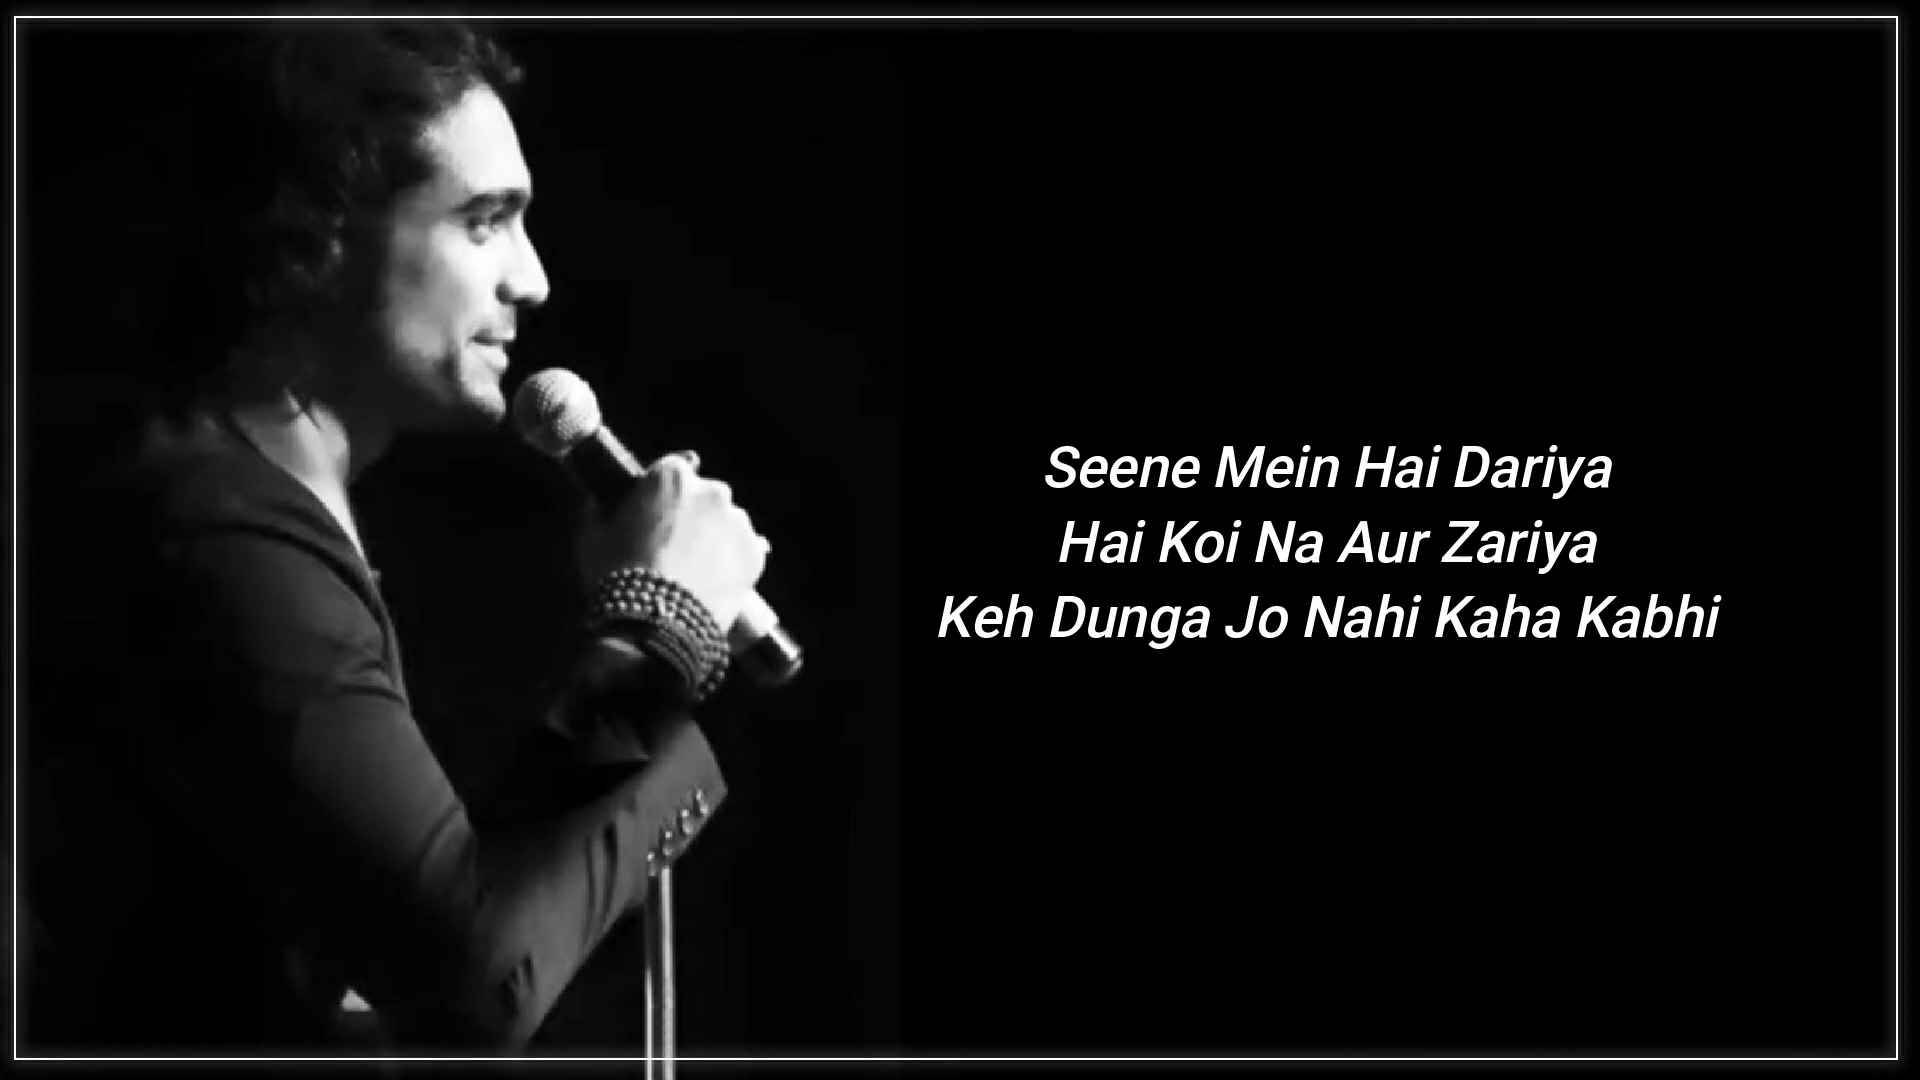 Seene Mein Hai Dariya
Hai Koi Na Aur Zariya
Keh Dunga Jo Nahi Kaha Kabhi